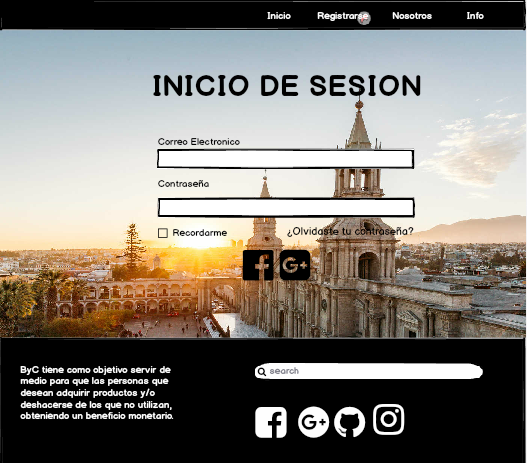 Inicio
Registrarse
Nosotros
Info
INICIO DE SESION
Correo Electronico
Contraseña
Recordarme
¿Olvidaste tu contraseña?
ByC tiene como objetivo servir de
medio para que las personas que
desean adquirir productos y/o
deshacerse de los que no utilizan,
obteniendo un beneficio monetario.
search